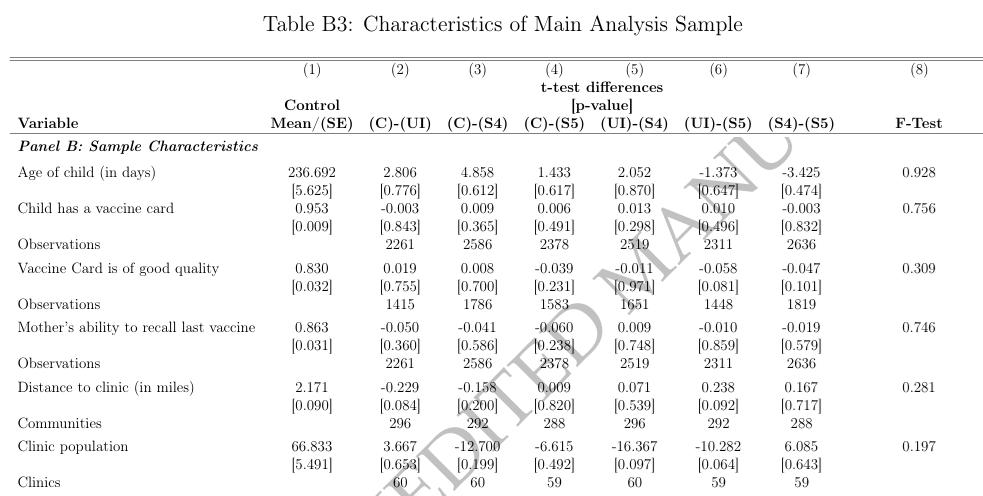 Table B3: Characteristics of Main Analysis Sample
(1) (2) (3) (4) (5) (6) (7) (8)
t-test differences
Control [p-value]
Variable Mean/(SE) (C)-(UI) (C)-(S4) (C)-(S5) (UI)-(S4) (UI)-(S5) (S4)-(S5) F-Test
Panel B: Sample Characteristics
Age of child (in days) 236.692 2.806 4.858 1.433 2.052 -1.373 -3.425 0.928
[5.625] [0.776] [0.612] [0.617] [0.870] [0.647] [0.474]
Child has a vaccine card 0.953 -0.003 0.009 0.006 0.013 0.010 -0.003 0.756
[0.009] [0.843] [0.365] [0.491] [0.298] [0.496] [0.832]
Observations 2261 2586 2378 2519 2311 2636
Vaccine Card is of good quality 0.830 0.019 0.008 -0.039 -0.011 -0.058 -0.047 0.309
[0.032] [0.755] [0.700] [0.231] [0.971] [0.081] [0.101]
Observations 1415 1786 1583 1651 1448 1819
Mother's ability to recall last vaccine 0.863 -0.050 -0.041 -0.060 0.009 -0.010 -0.019 0.746
[0.031] [0.360] [0.586] [0.238] [0.748] [0.859] [0.579]
Observations 2261 2586 2378 2519 2311 2636
Distance to clinic (in miles) 2.171 -0.229 -0.158 0.009 0.071 0.238 0.167 0.281
[0.090] [0.084] [0.200] [0.820] [0.539] [0.092] [0.717]
Communities 296 292 288 296 292 288
Clinic population 66.833 3.667 -12.700 -6.615 -16.367 -10.282 6.085 0.197
[5.491] [0.653] [0.199] [0.492] [0.097] [0.064] [0.643]
Clinics 60 60 59 60 59 59
EDITED MANU